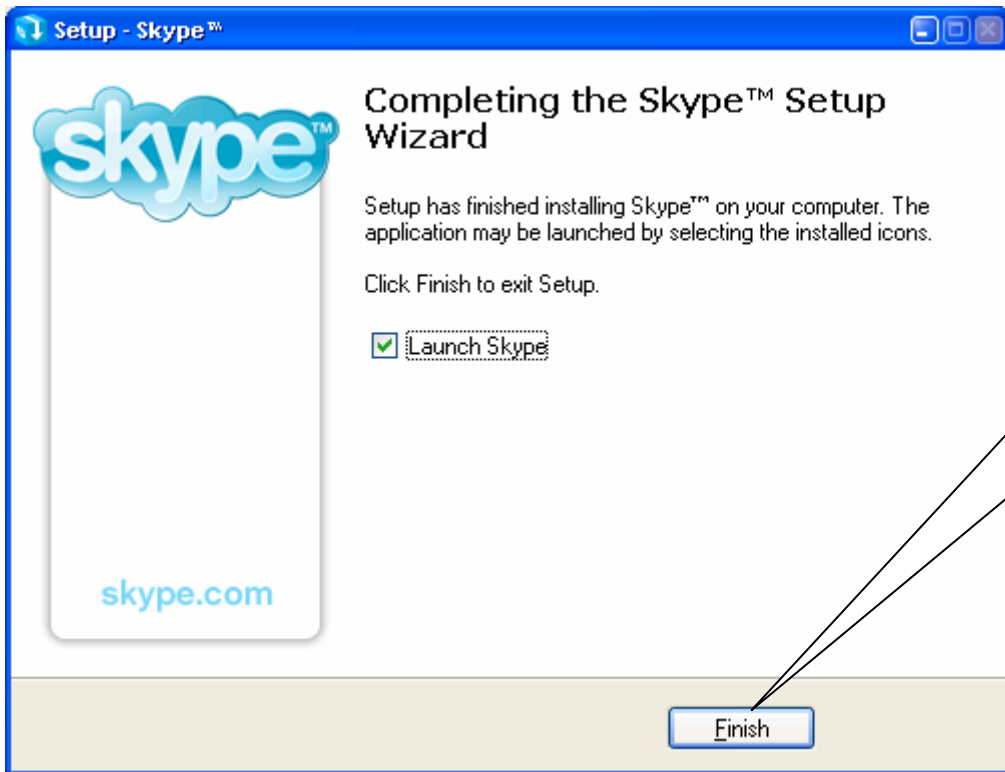 Setup - Skype™
skype™
Completing the Skype™ Setup
Wizard
Setup has finished installing Skype™ on your computer. The
application may be launched by selecting the installed icons.
Click Finish to exit Setup.
Launch Skype
skype.com
Finish